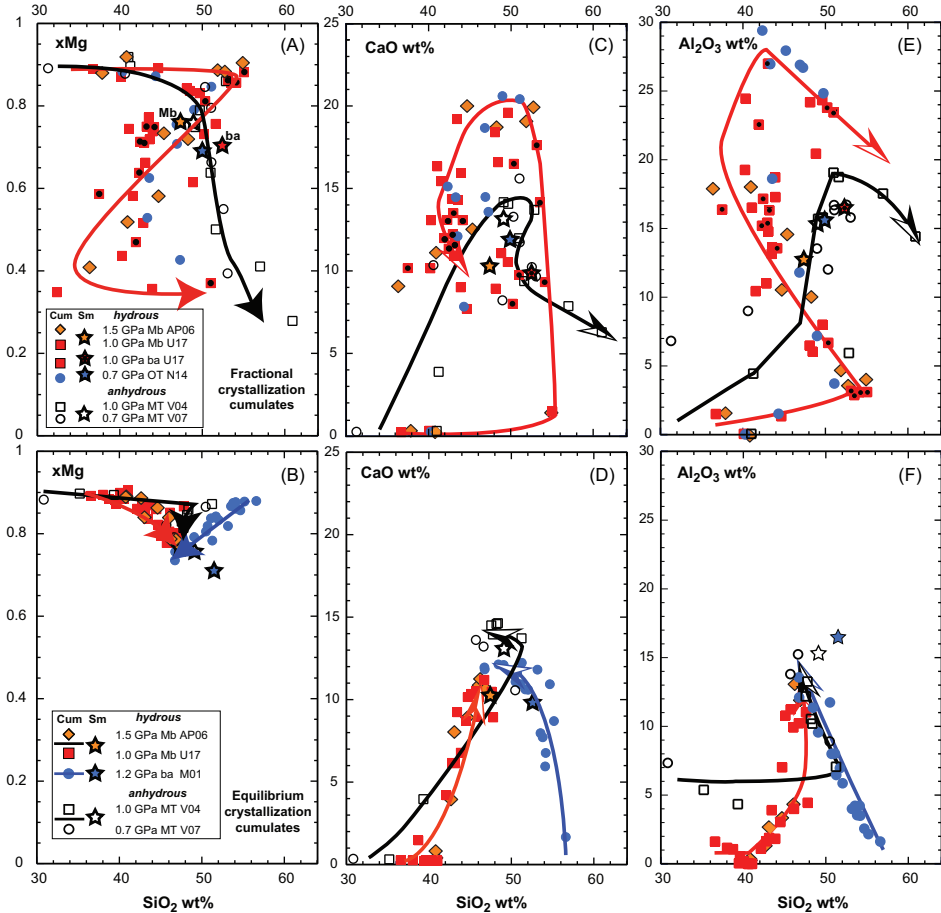 30 40 50 60
30 40 50 60
30 40 50 60
xMg (A)
CaO wt% (C)
Al2O3 wt% (E)
1
0.8
0.6
0.4
0.2
0
25
20
15
10
5
0
30
25
20
15
10
5
0
Mb
ba
Cum Sm hydrous
1.5 GPa Mb AP06
1.0 GPa Mb U17
1.0 GPa ba U17
0.7 GPa OT N14
anhydrous
1.0 GPa MT V04
0.7 GPa MT V07
Fractional
crystallization
cumulates
xMg (B)
CaO wt% (D)
Al2O3 wt% (F)
1
0.8
0.6
0.4
0.2
0
25
20
15
10
5
0
25
20
15
10
5
0
Cum Sm hydrous
1.5 GPa Mb AP06
1.0 GPa Mb U17
1.2 GPa ba M01
anhydrous
1.0 GPa MT V04
0.7 GPa MT V07
Equilibrium
crystallization
cumulates
30 40 50 60
30 40 50 60
30 40 50 60
SiO2 wt%
SiO2 wt%
SiO2 wt%